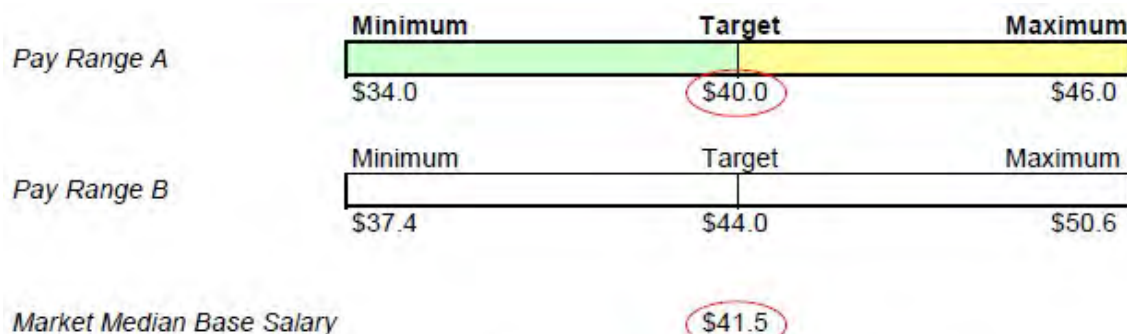 Minimum Target Maximum
Pay Range A
$34.0 $40.0 $46.0
Minimum Target Maximum
Pay Range B
$37.4 $44.0 $50.6
Market Median Base Salary $41.5